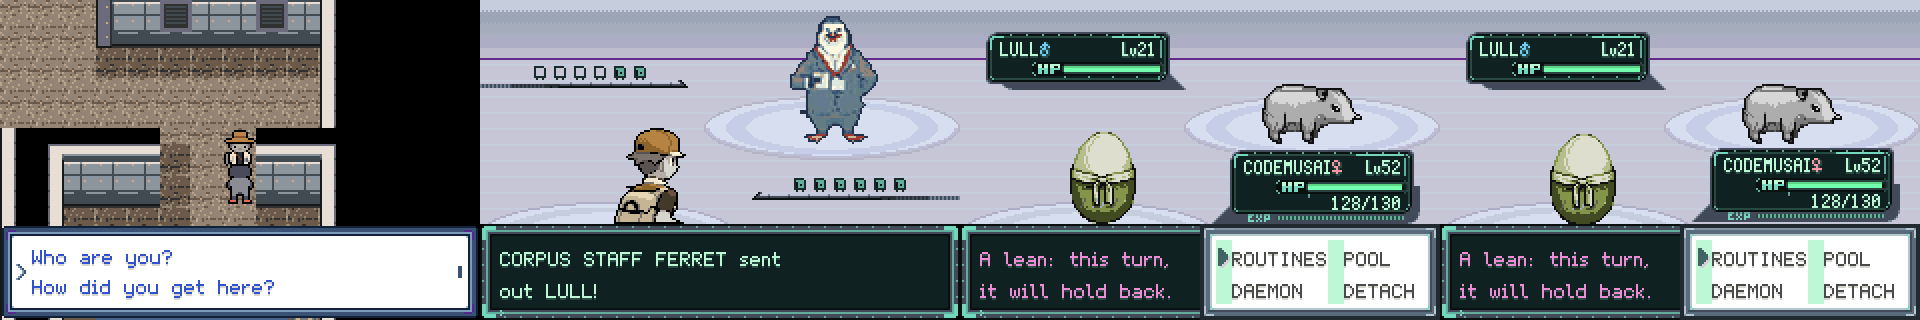 Who are you?
How did you get here?
CORPUS STAFF FERRET sent
out LULL!
LULL♂ Lv21
HP
CODEMUSAI♀ Lv52
HP
128/130
EXP
A lean: this turn,
it will hold back.
ROUTINES POOL
DAEMON DETACH
LULL♂ Lv21
HP
CODEMUSAI♀ Lv52
HP
128/130
EXP
A lean: this turn,
it will hold back.
ROUTINES POOL
DAEMON DETACH